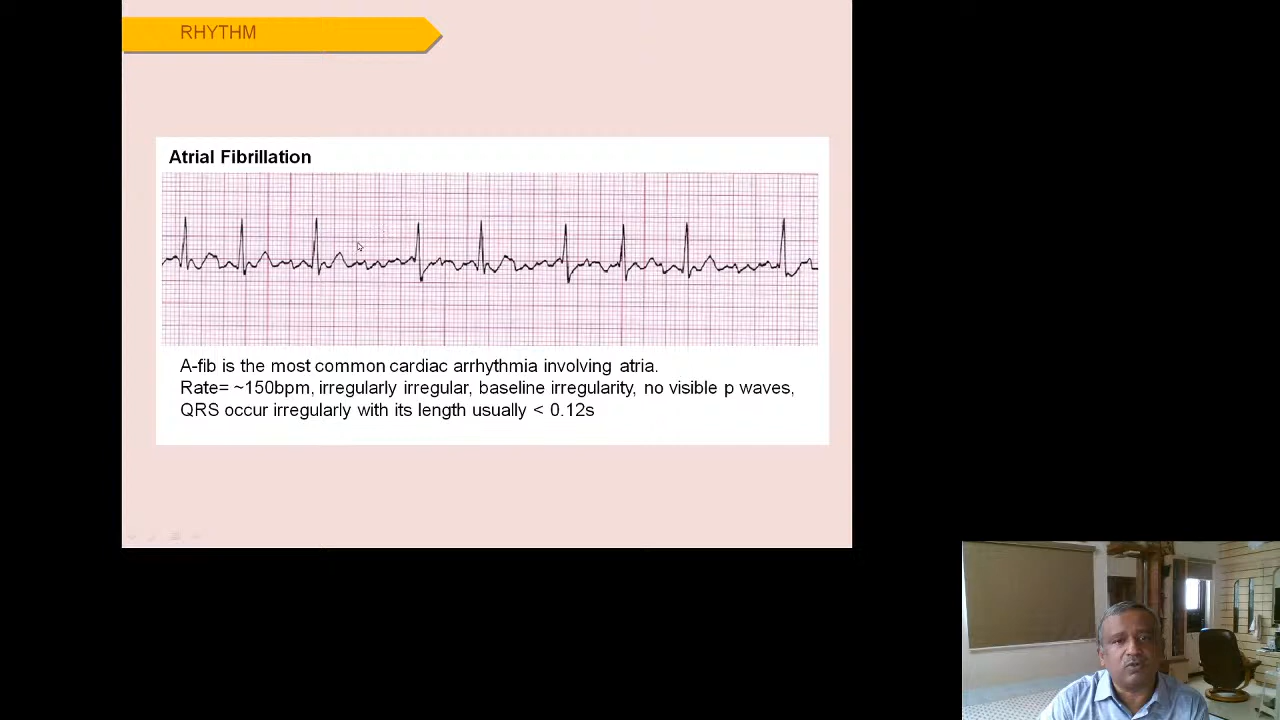 RHYTHM
Atrial Fibrillation
A-fib is the most common cardiac arrhythmia involving atria.
Rate= ~150bpm, irregularly irregular, baseline irregularity, no visible p waves,
QRS occur irregularly with its length usually < 0.12s